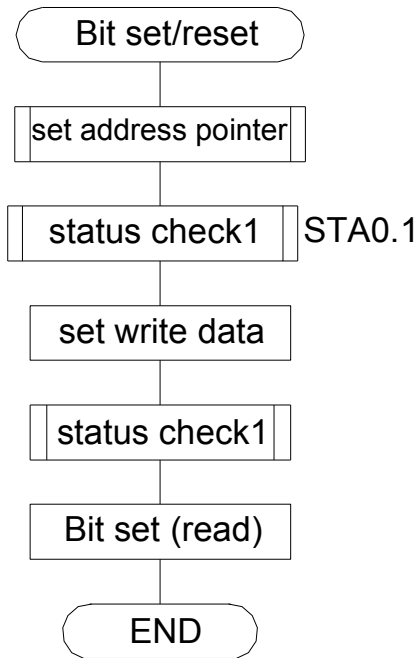 Bit set/reset
set address pointer
status check1 STA0.1
set write data
status check1
Bit set (read)
END